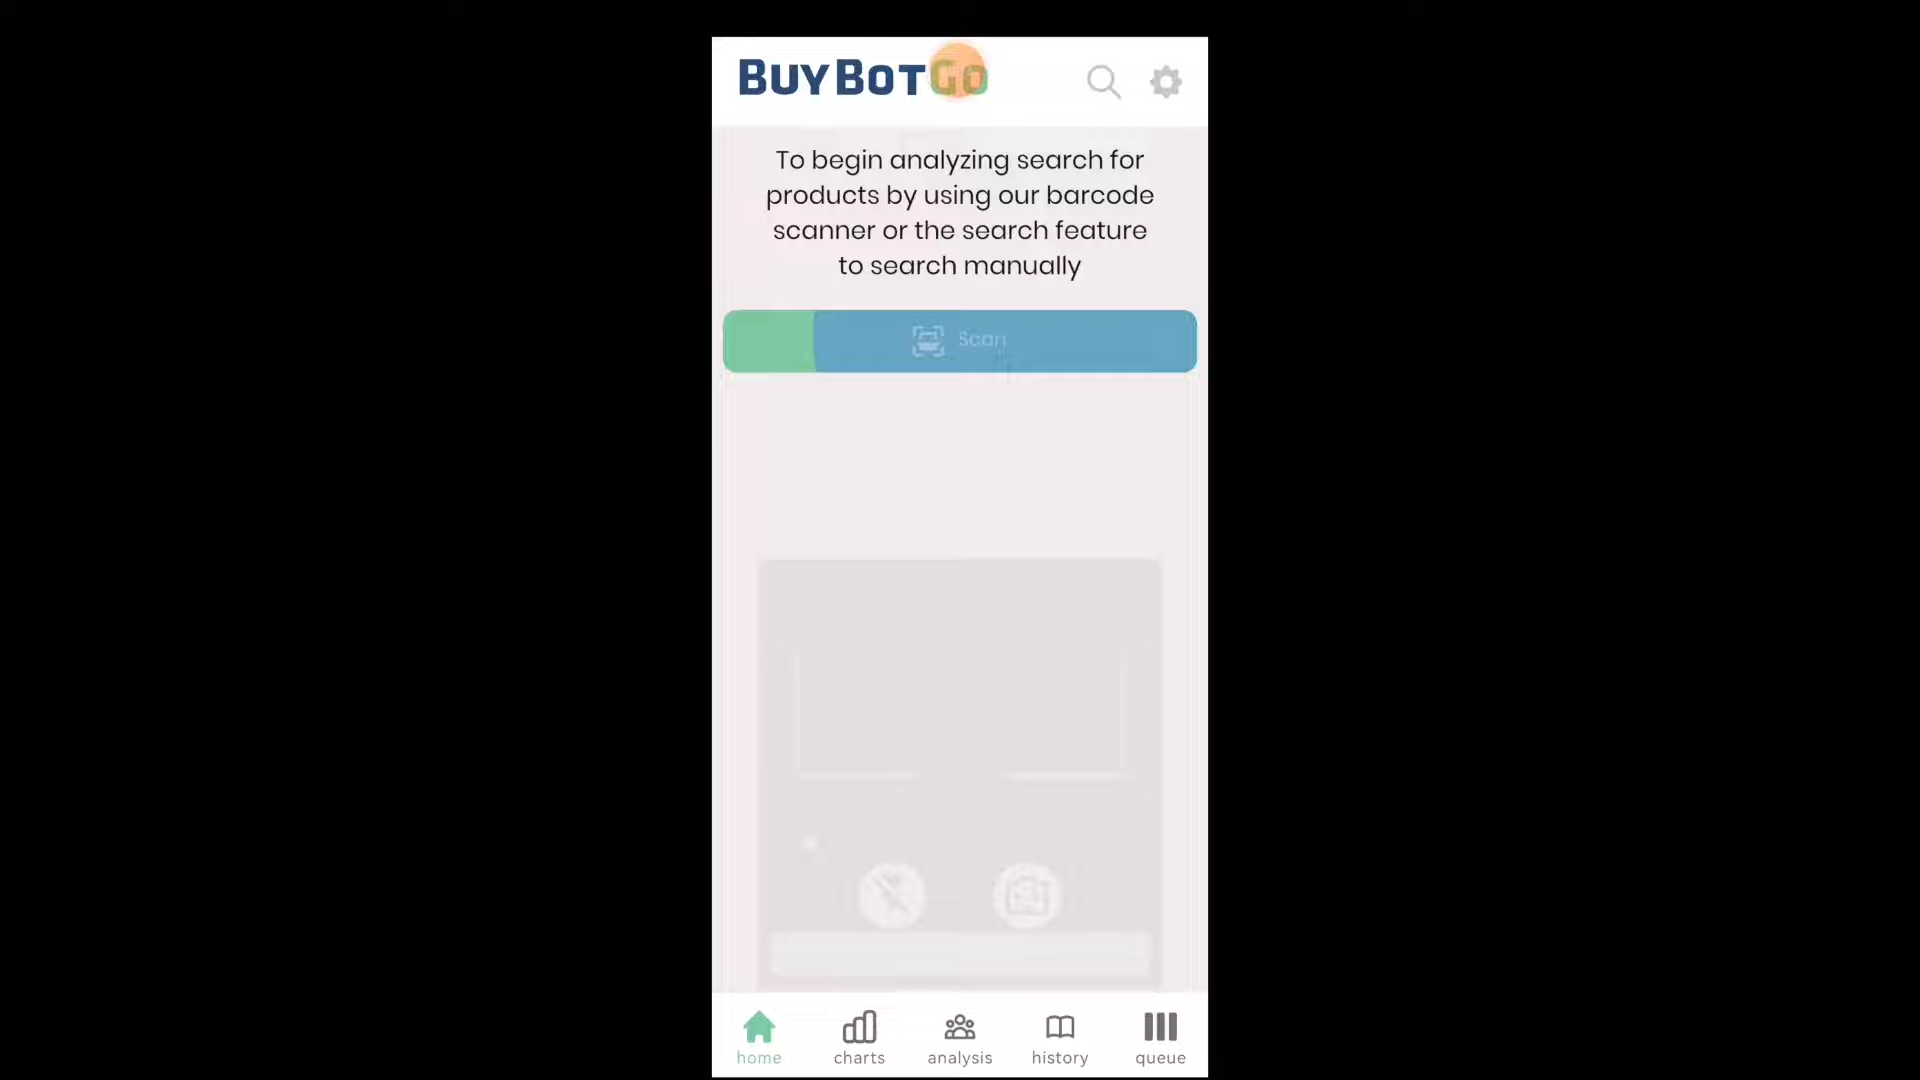 BuyBotGo
To begin analyzing search for
products by using our barcode
scanner or the search feature
to search manually
Scan
home
charts
analysis
history
queue